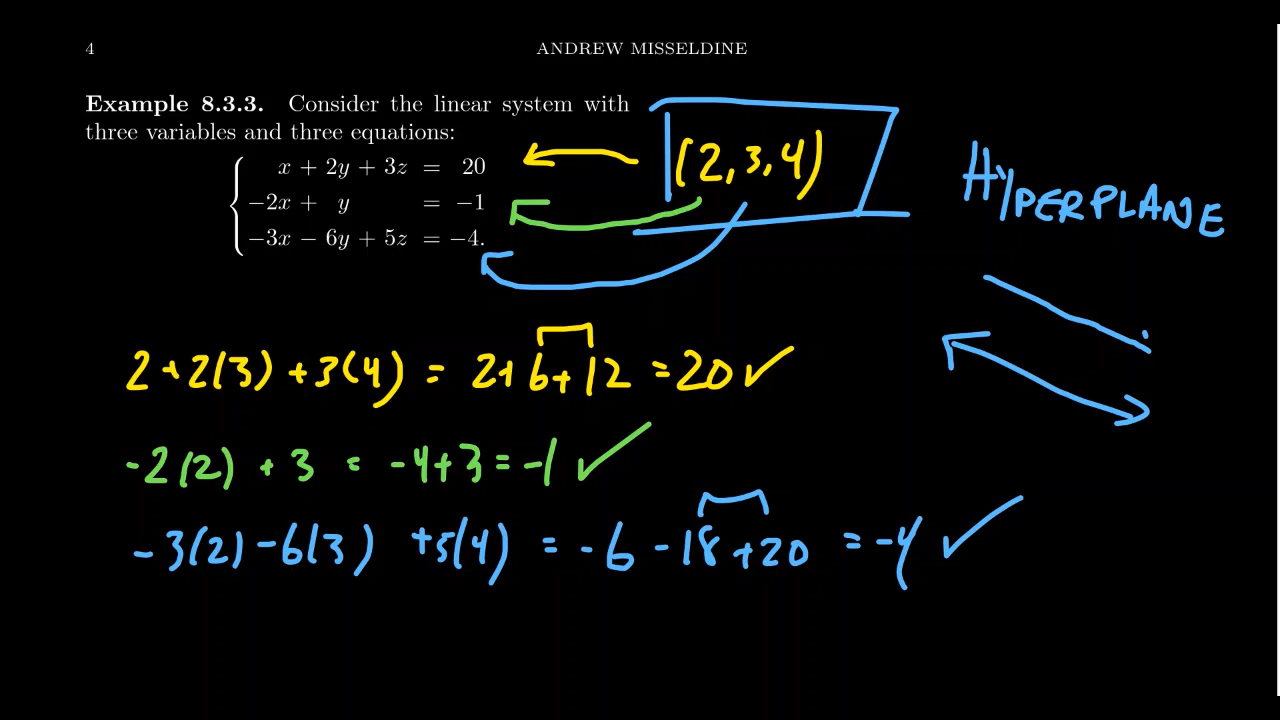 4 ANDREW MISSELDINE
Example 8.3.3. Consider the linear system with
three variables and three equations:
x + 2y + 3z = 20
−2x + y = −1
−3x − 6y + 5z = −4.
(2,3,4)
HYPERPLANE
2+2(3)+3(4) = 2+6+12 = 20 ✓
-2(2) + 3 = -4+3 = -1 ✓
-3(2)-6(3) +5(4) = -6-18+20 = -4 ✓